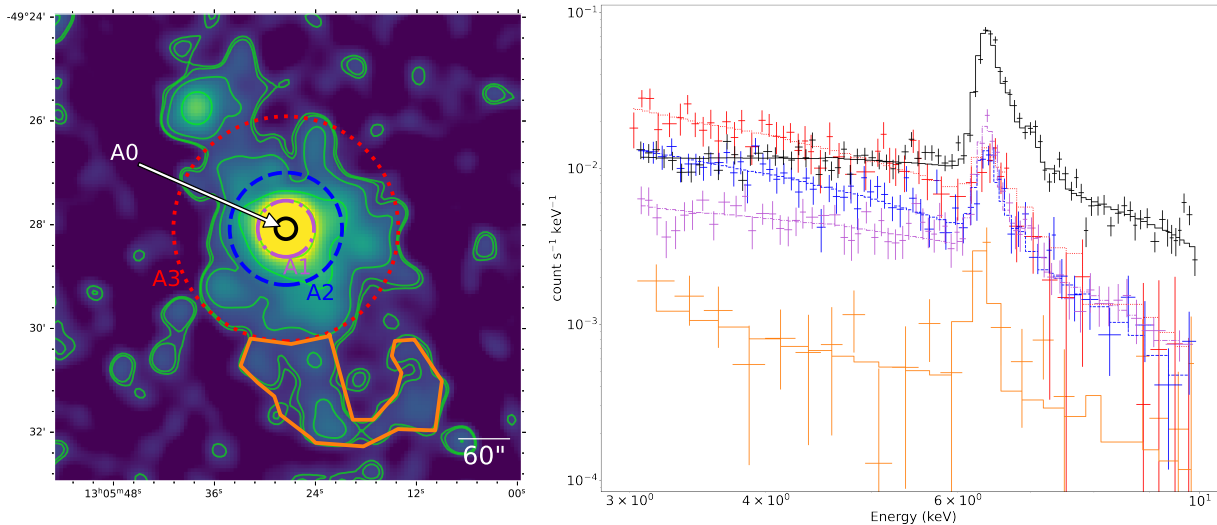 -49°24'
26'
28'
30'
32'
A0
A1
A2
A3
60"
13ʰ05ᵐ48ˢ
36ˢ
24ˢ
12ˢ
00ˢ
10⁻¹
10⁻²
10⁻³
10⁻⁴
count s⁻¹ keV⁻¹
3 × 10⁰
4 × 10⁰
6 × 10⁰
10¹
Energy (keV)